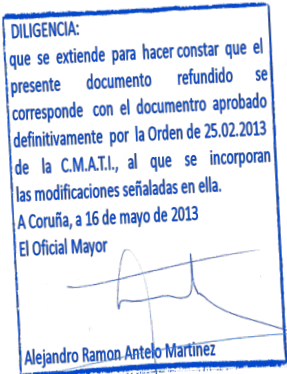 DILIGENCIA:
que se extiende para hacer constar que el
presente documento refundido se
corresponde con el documentro aprobado
definitivamente por la Orden de 25.02.2013
de la C.M.A.T.I., al que se incorporan
las modificaciones señaladas en ella.
A Coruña, a 16 de mayo de 2013
El Oficial Mayor
Alejandro Ramon Antelo Martinez